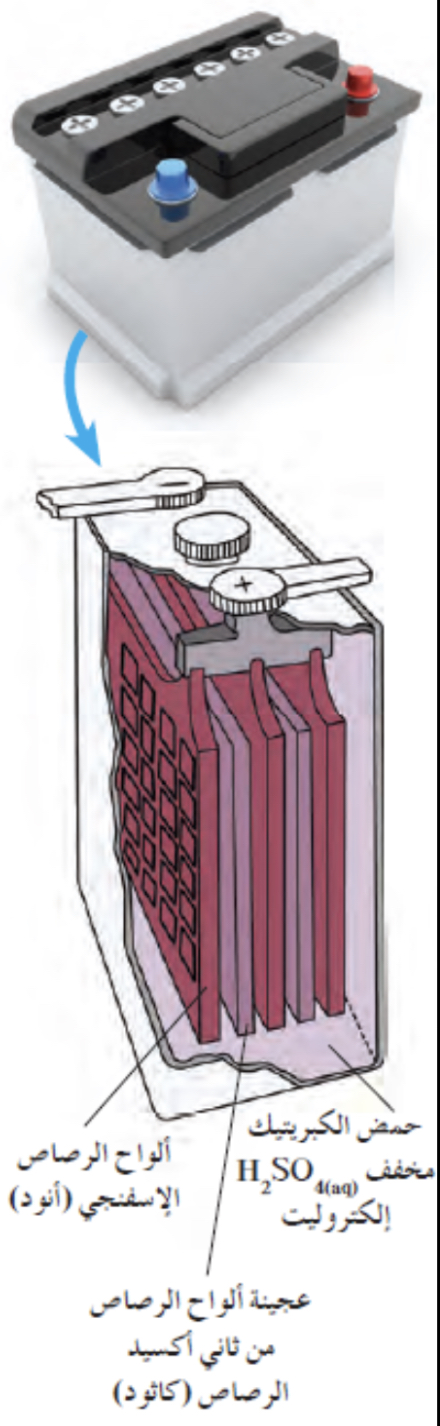 ألواح الرصاص
الإسفنجي (أنود)
حمض الكبريتيك
مخفف H₂SO₄(aq)
إلكتروليت
عجينة ألواح الرصاص
من ثاني أكسيد
الرصاص (كاثود)